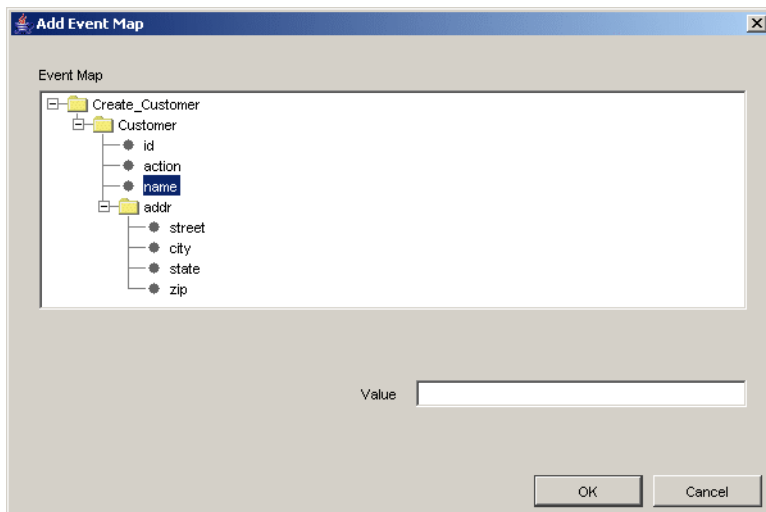 Add Event Map
Event Map
Create_Customer
Customer
id
action
name
addr
street
city
state
zip
Value
OK
Cancel